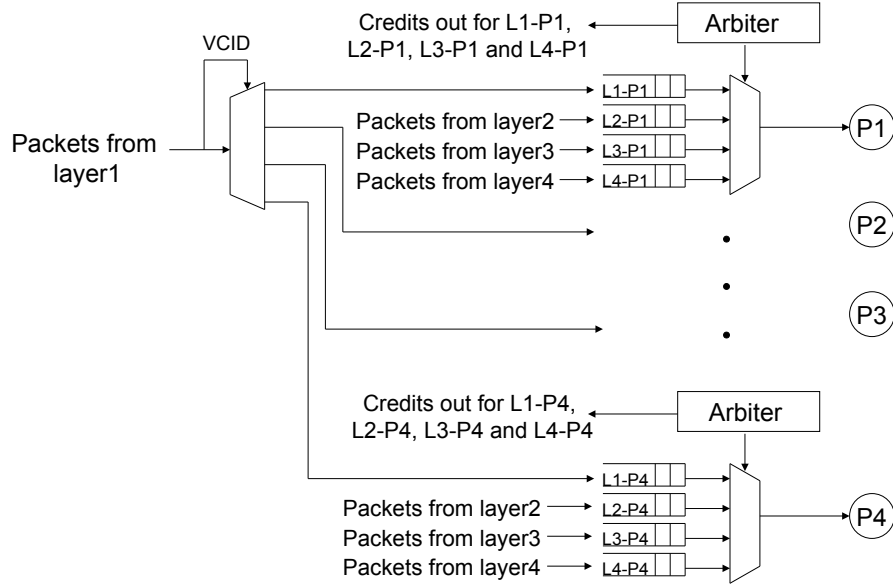 Credits out for L1-P1,
L2-P1, L3-P1 and L4-P1
Arbiter
VCID
L1-P1
Packets from layer2
L2-P1
Packets from
layer1
Packets from layer3
L3-P1
Packets from layer4
L4-P1
P1
P2
P3
Credits out for L1-P4,
L2-P4, L3-P4 and L4-P4
Arbiter
L1-P4
Packets from layer2
L2-P4
Packets from layer3
L3-P4
Packets from layer4
L4-P4
P4